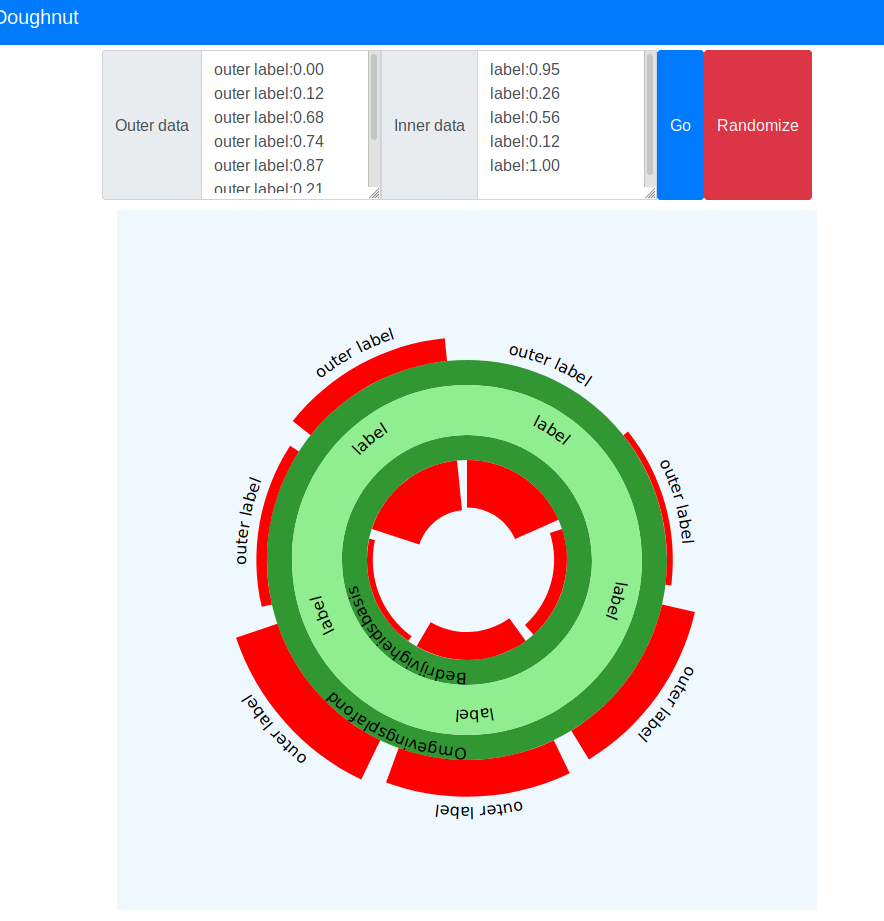 Doughnut
Outer data
outer label:0.00
outer label:0.12
outer label:0.68
outer label:0.74
outer label:0.87
outer label:0.21
Inner data
label:0.95
label:0.26
label:0.56
label:0.12
label:1.00
Go
Randomize
outer label
outer label
outer label
outer label
outer label
outer label
outer label
outer label
label
label
label
label
label
Bedrijvigheidsbasis
Omgevingsplafond